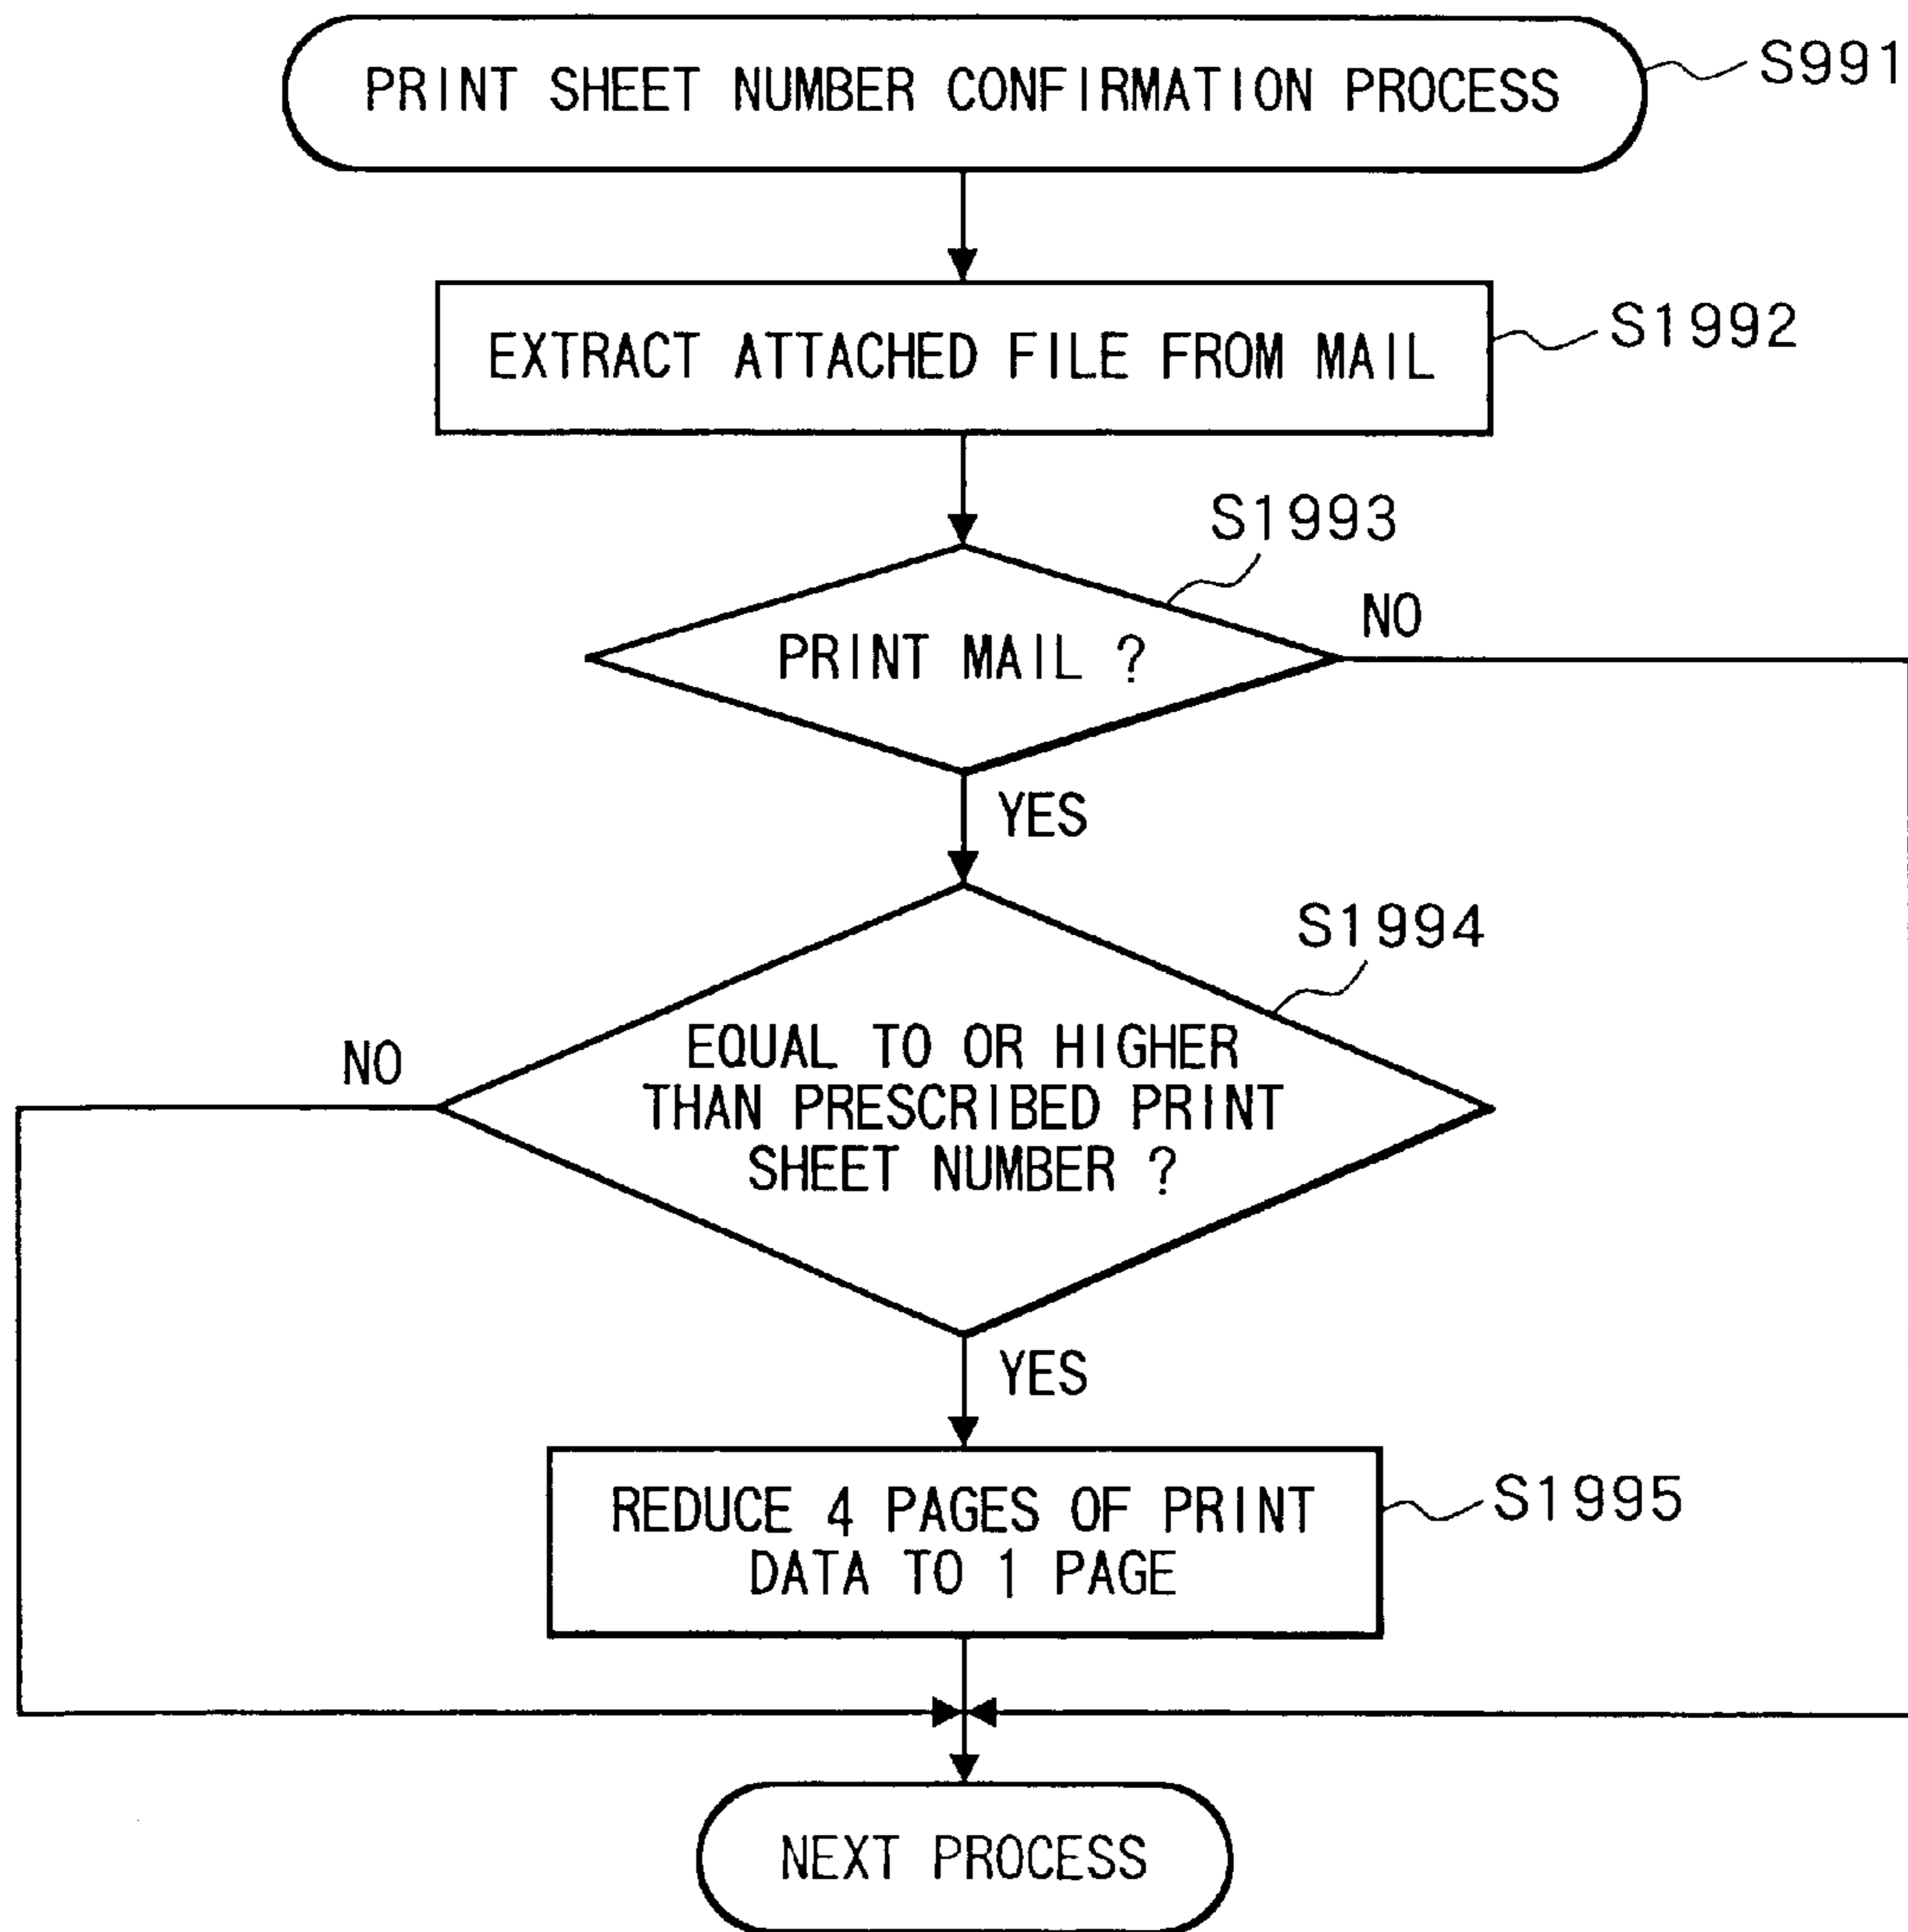 PRINT SHEET NUMBER CONFIRMATION PROCESS
S991
EXTRACT ATTACHED FILE FROM MAIL
S1992
S1993
PRINT MAIL ?
NO
YES
S1994
EQUAL TO OR HIGHER
THAN PRESCRIBED PRINT
SHEET NUMBER ?
NO
YES
REDUCE 4 PAGES OF PRINT
DATA TO 1 PAGE
S1995
NEXT PROCESS